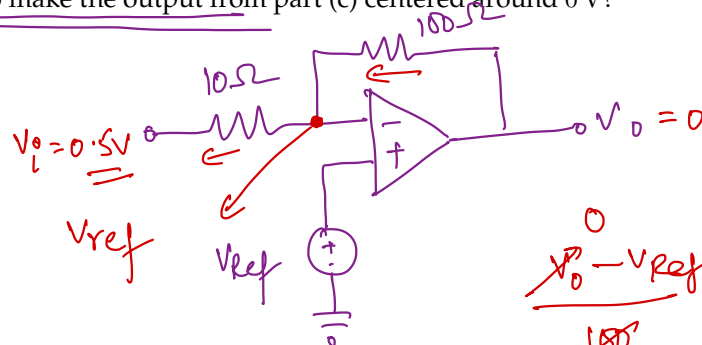 make the output from part (c) centered around 0 V?
100Ω
10Ω
Vi = 0.5V
−
+
Vo = 0
Vref
VRef
+
-
0
Vo − VRef
100